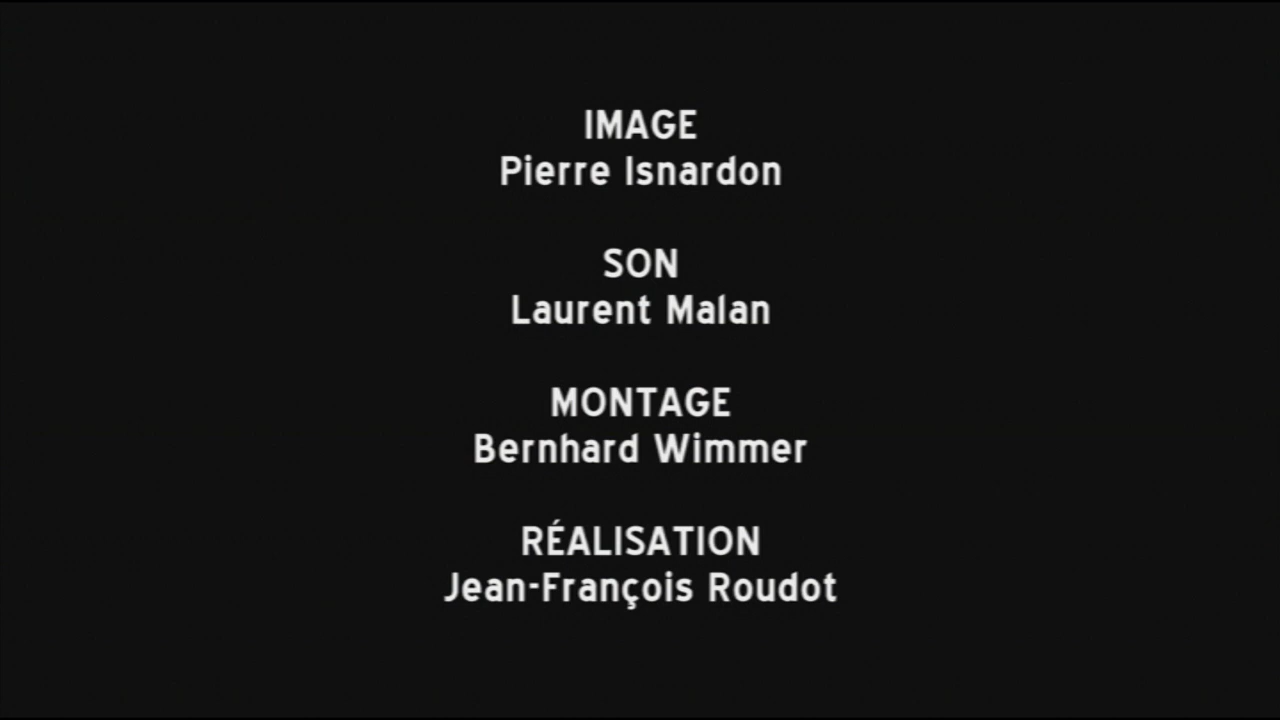 IMAGE
Pierre Isnardon
SON
Laurent Malan
MONTAGE
Bernhard Wimmer
RÉALISATION
Jean-François Roudot